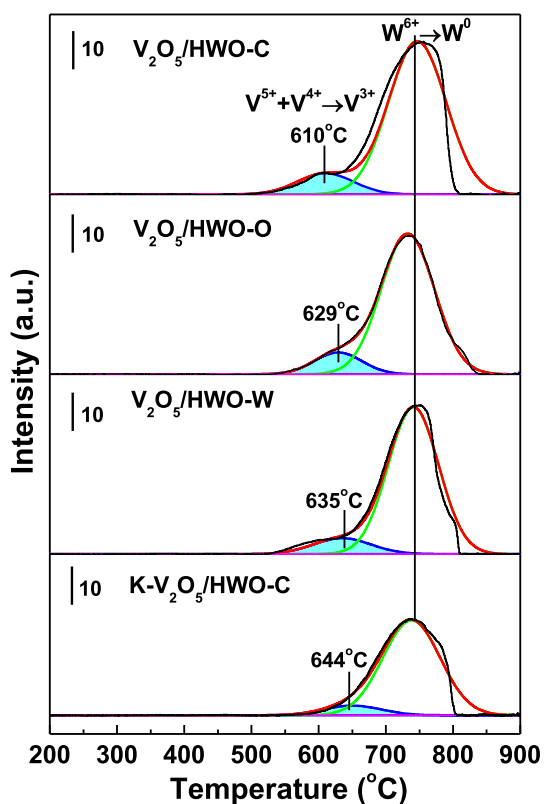 10 V₂O₅/HWO-C
W⁶⁺→W⁰
V⁵⁺+V⁴⁺→V³⁺
610°C
10 V₂O₅/HWO-O
629°C
10 V₂O₅/HWO-W
635°C
10 K-V₂O₅/HWO-C
644°C
Intensity (a.u.)
200 300 400 500 600 700 800 900
Temperature (°C)